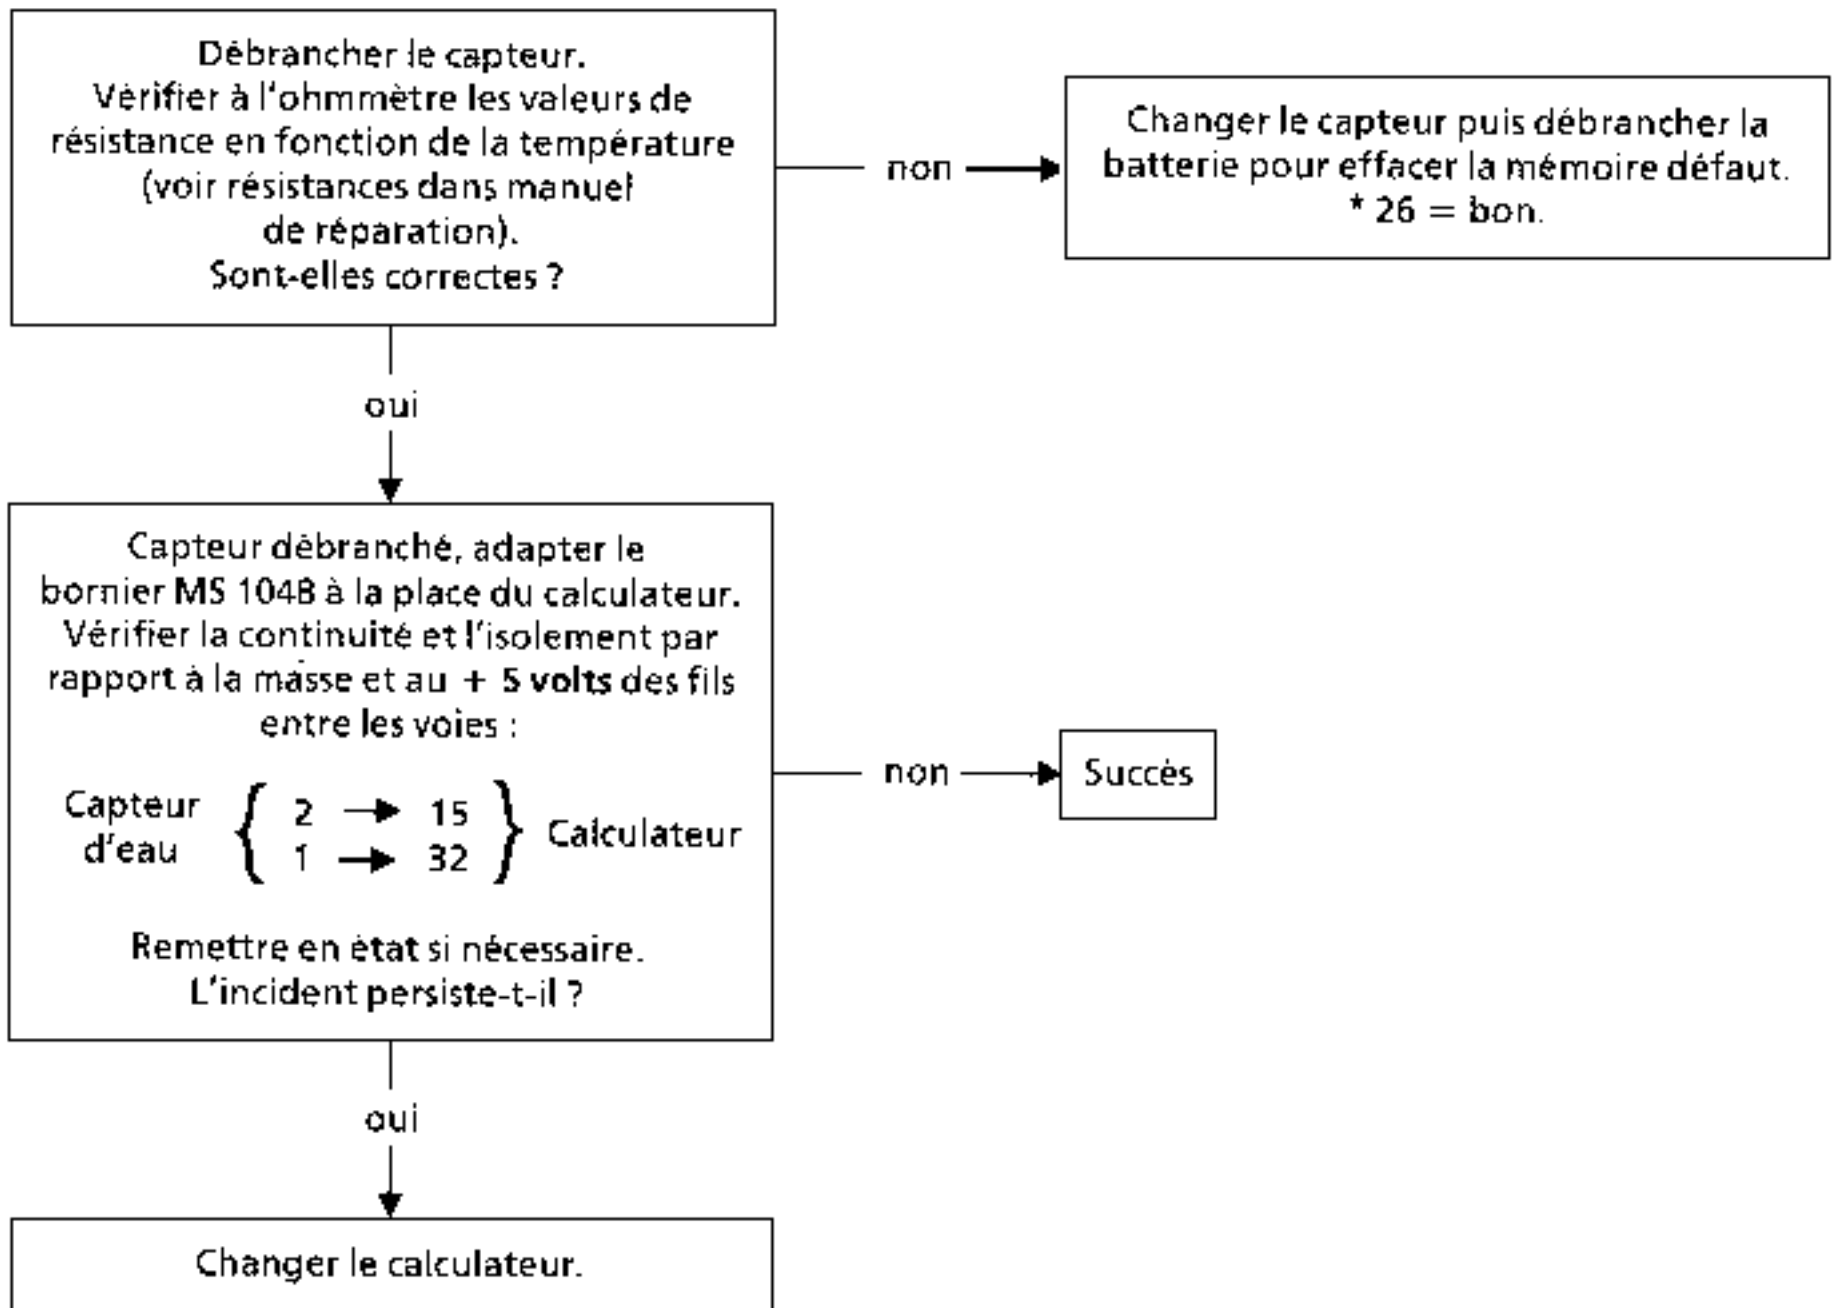 Débrancher le capteur.
Vérifier à l'ohmmètre les valeurs de
résistance en fonction de la température
(voir résistances dans manuel
de réparation).
Sont-elles correctes ?
non
Changer le capteur puis débrancher la
batterie pour effacer la mémoire défaut.
* 26 = bon.
oui
Capteur débranché, adapter le
bornier MS 1048 à la place du calculateur.
Vérifier la continuité et l'isolement par
rapport à la masse et au + 5 volts des fils
entre les voies :
Capteur d'eau { 2 → 15 } Calculateur
1 → 32
Remettre en état si nécessaire.
L'incident persiste-t-il ?
non
Succès
oui
Changer le calculateur.